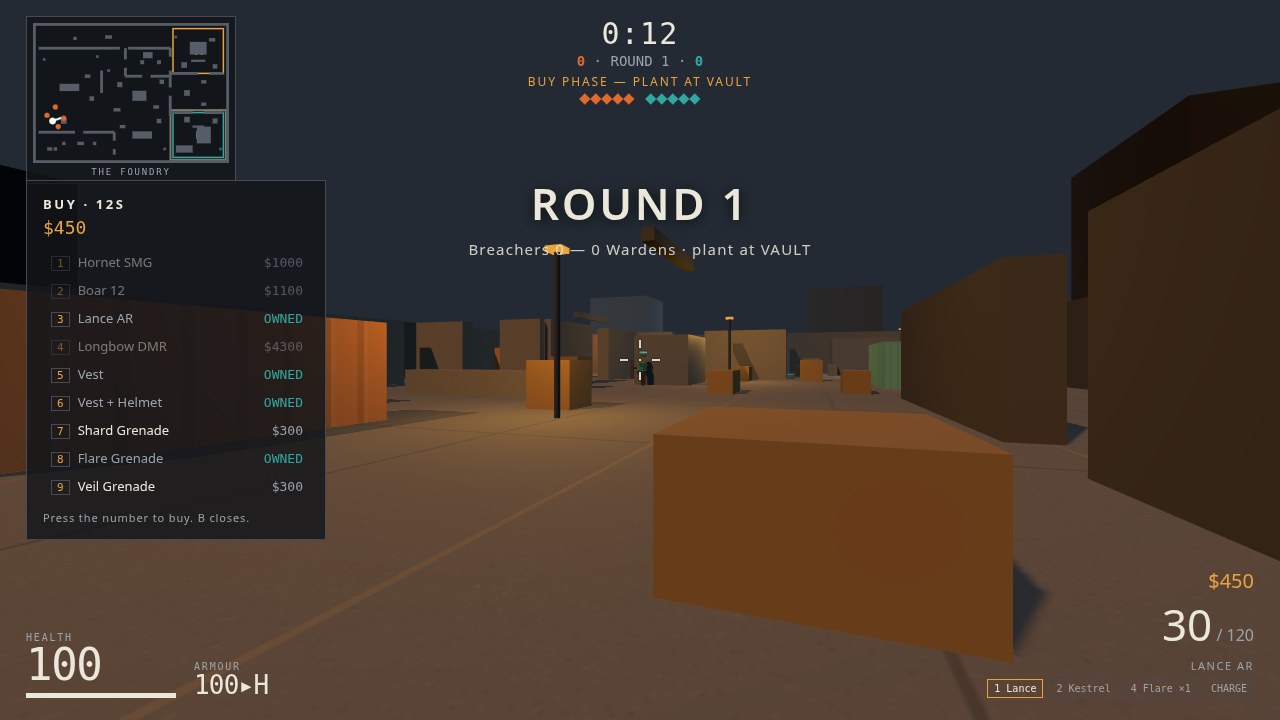 0:12
0 · ROUND 1 · 0
BUY PHASE — PLANT AT VAULT
THE FOUNDRY
ROUND 1
Breachers 0 — 0 Wardens · plant at VAULT
BUY · 12S
$450
1 Hornet SMG $1000
2 Boar 12 $1100
3 Lance AR OWNED
4 Longbow DMR $4300
5 Vest OWNED
6 Vest + Helmet OWNED
7 Shard Grenade $300
8 Flare Grenade OWNED
9 Veil Grenade $300
Press the number to buy. B closes.
HEALTH
100
ARMOUR
100▸H
$450
30 / 120
LANCE AR
1 Lance 2 Kestrel 4 Flare ×1 CHARGE